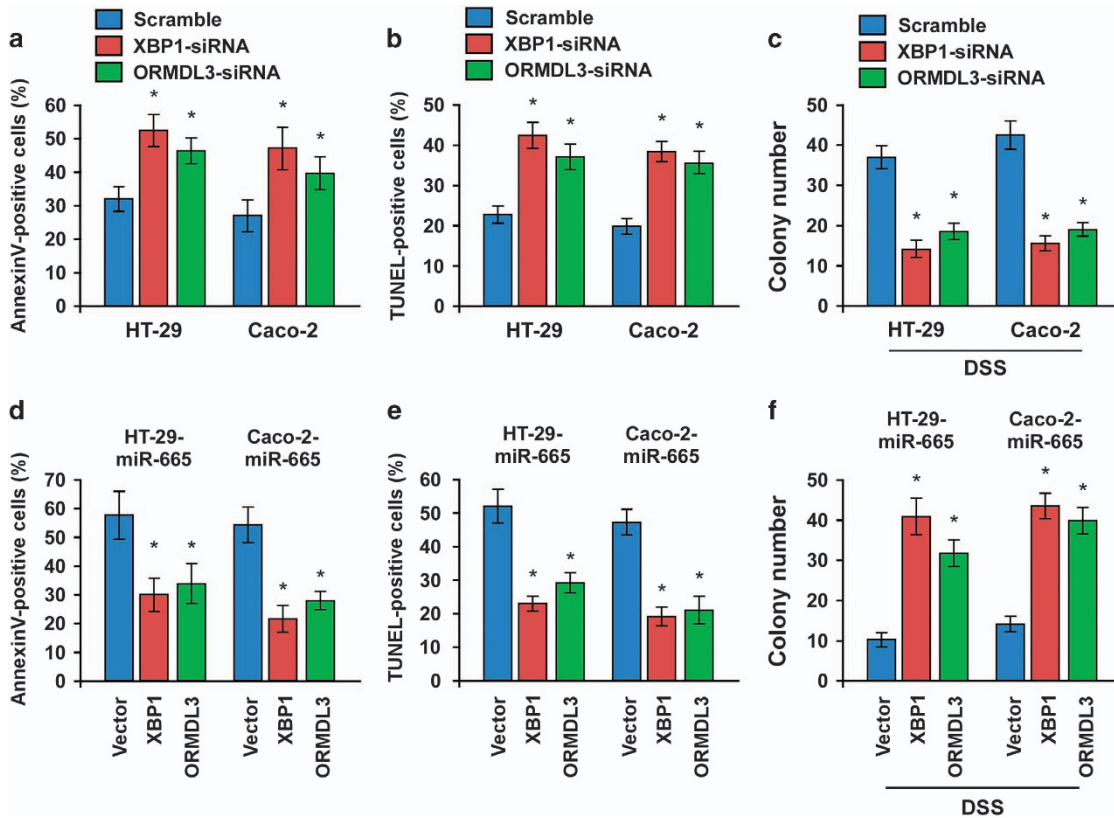 a
Scramble
XBP1-siRNA
ORMDL3-siRNA
AnnexinV-positive cells (%)
60
50
40
30
20
10
0
* * * *
HT-29 Caco-2
b
Scramble
XBP1-siRNA
ORMDL3-siRNA
TUNEL-positive cells (%)
50
40
30
20
10
0
* * * *
HT-29 Caco-2
c
Scramble
XBP1-siRNA
ORMDL3-siRNA
Colony number
50
40
30
20
10
0
* * * *
HT-29 Caco-2
DSS
d
HT-29-
miR-665
Caco-2-
miR-665
AnnexinV-positive cells (%)
70
60
50
40
30
20
10
0
* * * *
Vector
XBP1
ORMDL3
Vector
XBP1
ORMDL3
e
HT-29-
miR-665
Caco-2-
miR-665
TUNEL-positive cells (%)
60
50
40
30
20
10
0
* * * *
Vector
XBP1
ORMDL3
Vector
XBP1
ORMDL3
f
HT-29-
miR-665
Caco-2-
miR-665
Colony number
50
40
30
20
10
0
* * * *
Vector
XBP1
ORMDL3
Vector
XBP1
ORMDL3
DSS